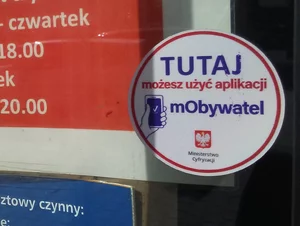 - czwartek
18.00
ek
20.00
TUTAJ
możesz użyć aplikacji
mObywatel
Ministerstwo
Cyfryzacji
ztowy czynny: